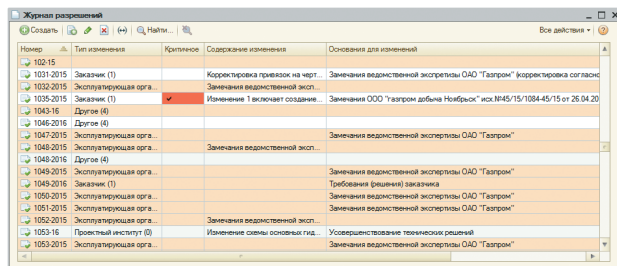 Журнал разрешений
Создать Найти... Все действия
Номер Тип изменения Критичное Содержание изменения Основания для изменений
102-15
1031-2015 Заказчик (1) Корректировка привязок на черт... Замечания ведомственной экспретизы ОАО "Газпром" (корректировка согласно
1032-2015 Эксплуатирующая орга... Замечания ведомственной эксп...
1035-2015 Заказчик (1) ✔ Изменение 1 включает создание... Замечания ООО "газпром добыча Ноябрьск" исх.№45/15/1084-45/15 от 26.04.20
1043-16 Другое (4)
1046-2016 Другое (4)
1047-2015 Эксплуатирующая орга... Замечания ведомственной экспертизы ОАО "Газпром"
1048-2015 Эксплуатирующая орга... Замечания ведомственной эксп...
1048-2016 Другое (4)
1049-2015 Эксплуатирующая орга... Замечания ведомственной экспертизы ОАО "Газпром"
1049-2016 Заказчик (1) Требования (решения) заказчика
1050-2015 Эксплуатирующая орга... Замечания ведомственной экспертизы ОАО "Газпром"
1051-2015 Эксплуатирующая орга... Замечания ведомственной экспертизы ОАО "Газпром"
1052-2015 Эксплуатирующая орга... Замечания ведомственной эксп...
1053-16 Проектный институт (0) Изменение схемы основных гид... Усовершенствование технических решений
1053-2015 Эксплуатирующая орга... Замечания ведомственной экспертизы ОАО "Газпром"